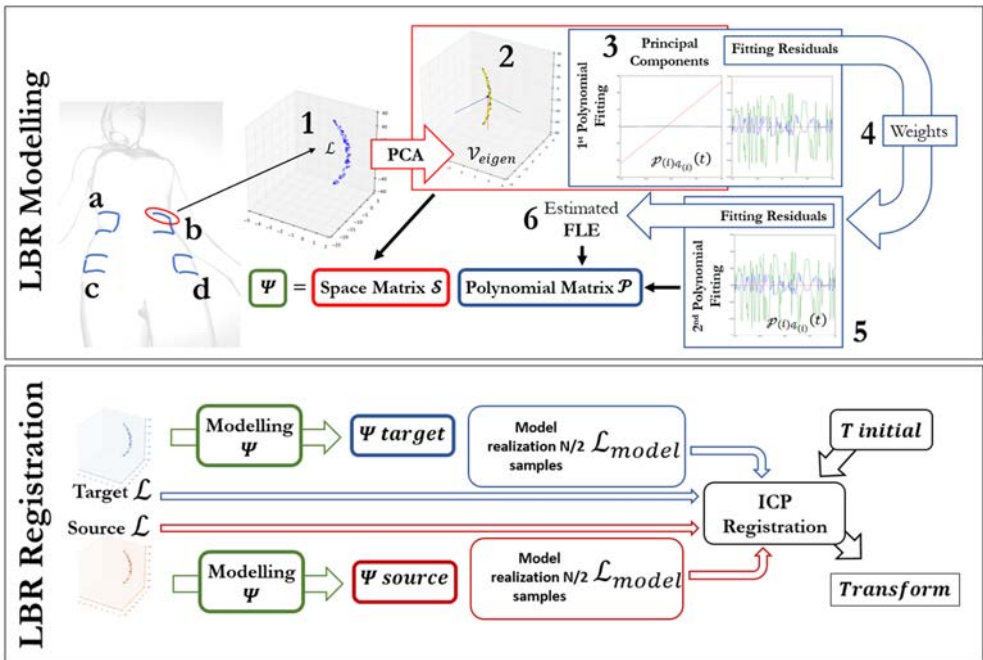 LBR Modelling
a
b
c
d
1
ℒ
PCA
2
𝒱eigen
3
Principal
Components
1st Polynomial
Fitting
𝓅(i)4(i)(t)
Fitting Residuals
4
Weights
Fitting Residuals
2nd Polynomial
Fitting
𝓅(i)4(i)(t)
5
6 Estimated
FLE
Ψ = Space Matrix 𝓢 Polynomial Matrix 𝓟
LBR Registration
Modelling
Ψ
Ψ target
Model
realization N/2 ℒmodel
samples
T initial
Target ℒ
Source ℒ
ICP
Registration
Modelling
Ψ
Ψ source
Model
realization N/2 ℒmodel
samples
Transform